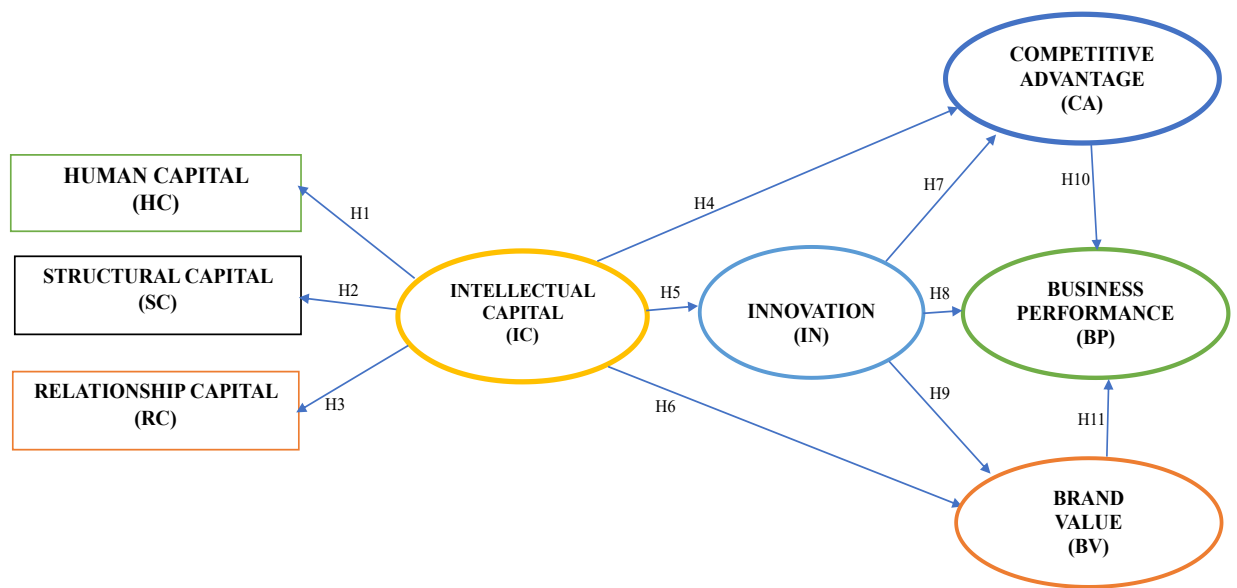 COMPETITIVE
ADVANTAGE
(CA)
HUMAN CAPITAL
(HC)
H1
H4
H7
H10
STRUCTURAL CAPITAL
(SC)
H2
INTELLECTUAL
CAPITAL
(IC)
H5
INNOVATION
(IN)
H8
BUSINESS
PERFORMANCE
(BP)
RELATIONSHIP CAPITAL
(RC)
H3
H6
H9
H11
BRAND
VALUE
(BV)